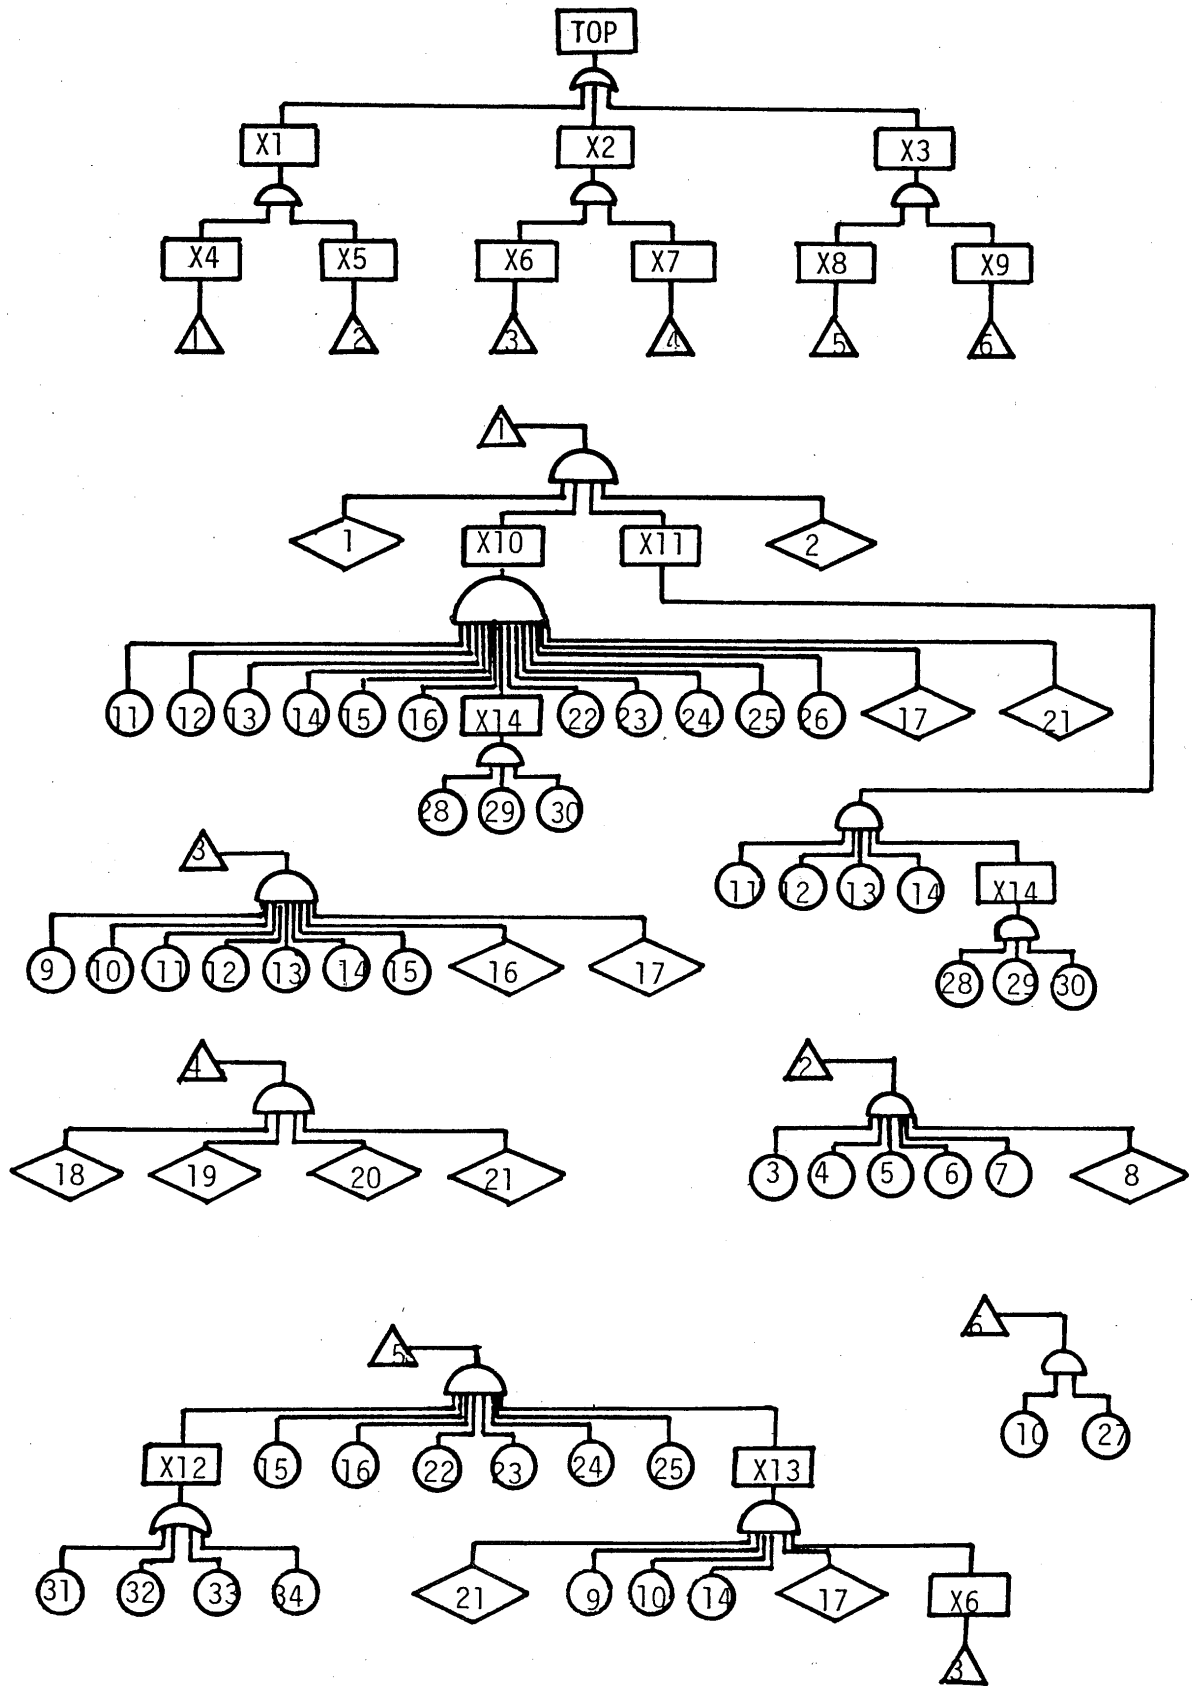 TOP
X1 X2 X3
X4 X5 X6 X7 X8 X9
1 2 3 4 5 6
1
1 X10 X11 2
11 12 13 14 15 16 X14 22 23 24 25 26 17 21
28 29 30
3
11 12 13 14 X14
9 10 11 12 13 14 15 16 17
28 29 30
4
2
18 19 20 21
3 4 5 6 7 8
6
5
10 27
X12 15 16 22 23 24 25 X13
31 32 33 34 21 9 10 14 17 X6
3